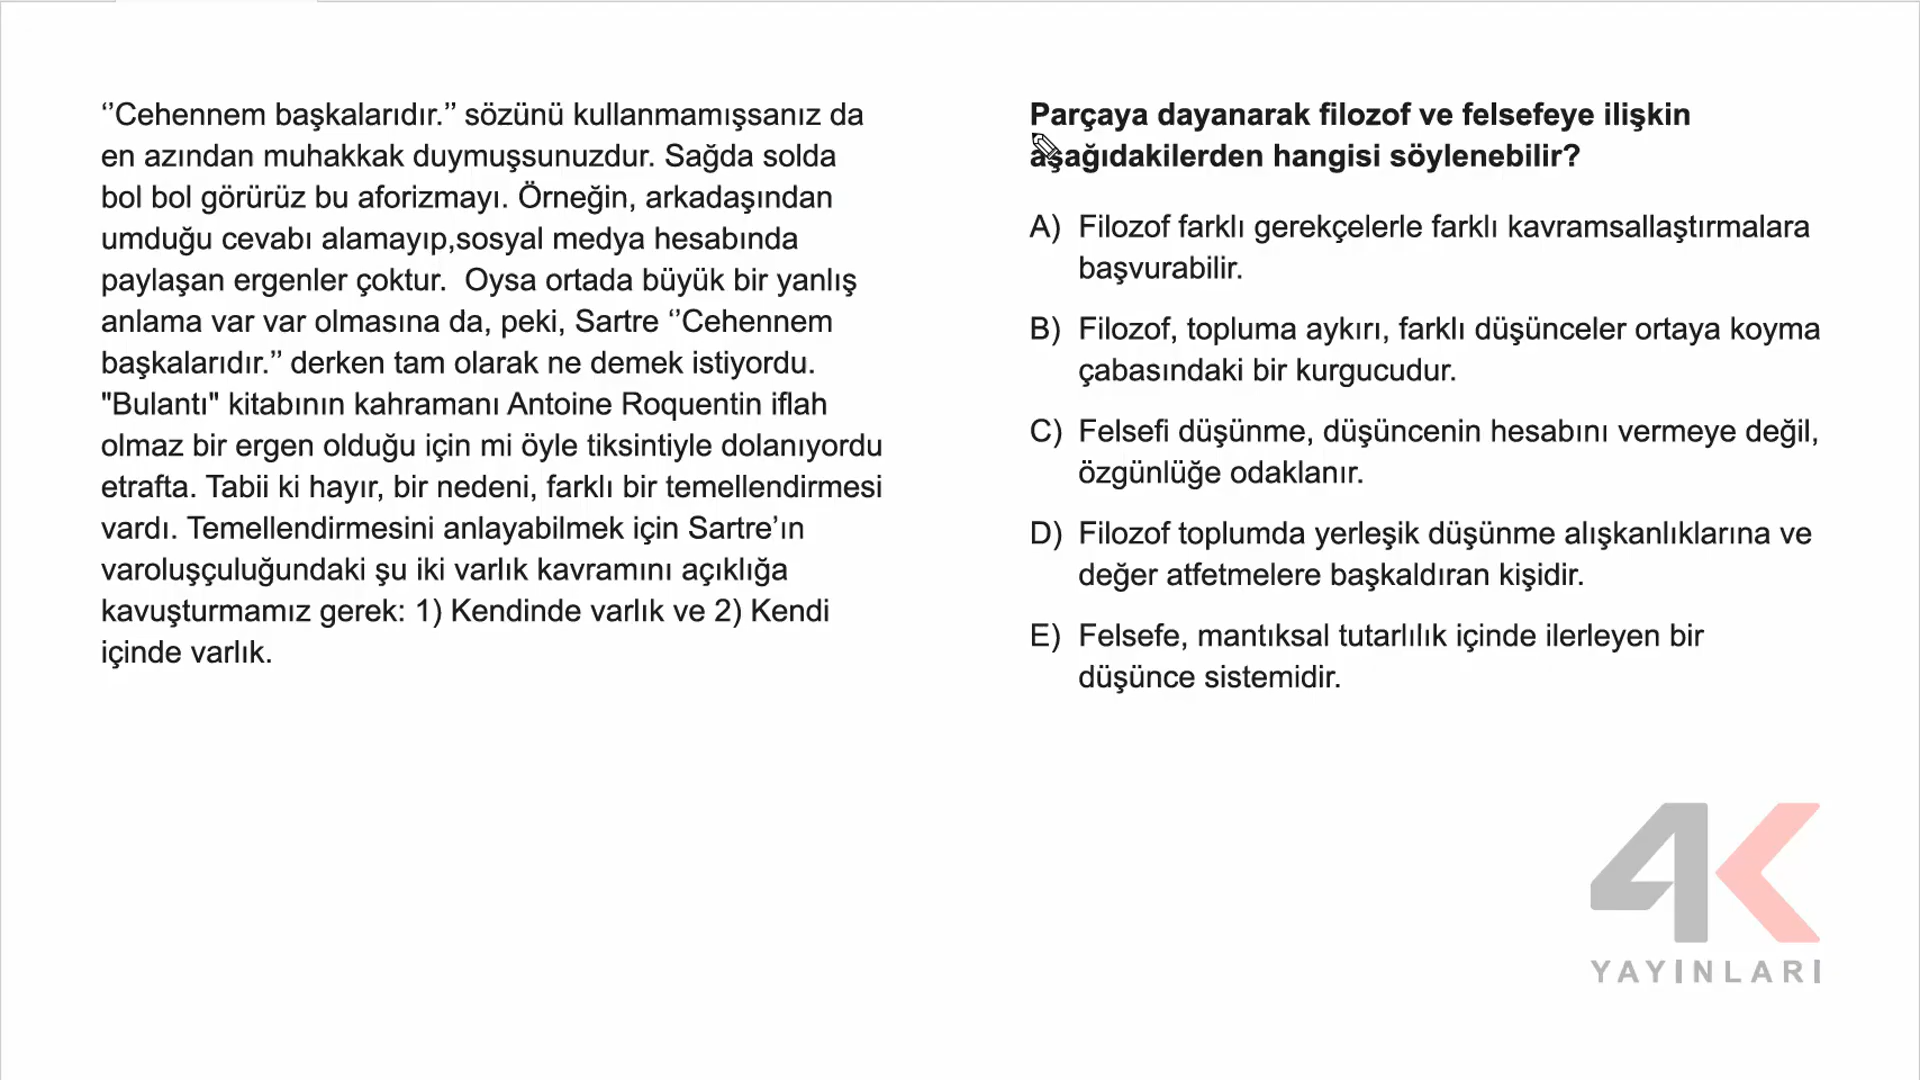 ‘’Cehennem başkalarıdır.’’ sözünü kullanmamışsanız da
en azından muhakkak duymuşsunuzdur. Sağda solda
bol bol görürüz bu aforizmayı. Örneğin, arkadaşından
umduğu cevabı alamayıp,sosyal medya hesabında
paylaşan ergenler çoktur.  Oysa ortada büyük bir yanlış
anlama var var olmasına da, peki, Sartre ‘’Cehennem
başkalarıdır.’’ derken tam olarak ne demek istiyordu.
"Bulantı" kitabının kahramanı Antoine Roquentin iflah
olmaz bir ergen olduğu için mi öyle tiksintiyle dolanıyordu
etrafta. Tabii ki hayır, bir nedeni, farklı bir temellendirmesi
vardı. Temellendirmesini anlayabilmek için Sartre’ın
varoluşçuluğundaki şu iki varlık kavramını açıklığa
kavuşturmamız gerek: 1) Kendinde varlık ve 2) Kendi
içinde varlık.
Parçaya dayanarak filozof ve felsefeye ilişkin
aşağıdakilerden hangisi söylenebilir?
A) Filozof farklı gerekçelerle farklı kavramsallaştırmalara
başvurabilir.
B) Filozof, topluma aykırı, farklı düşünceler ortaya koyma
çabasındaki bir kurgucudur.
C) Felsefi düşünme, düşüncenin hesabını vermeye değil,
özgünlüğe odaklanır.
D) Filozof toplumda yerleşik düşünme alışkanlıklarına ve
değer atfetmelere başkaldıran kişidir.
E) Felsefe, mantıksal tutarlılık içinde ilerleyen bir
düşünce sistemidir.
4K
YAYINLARI